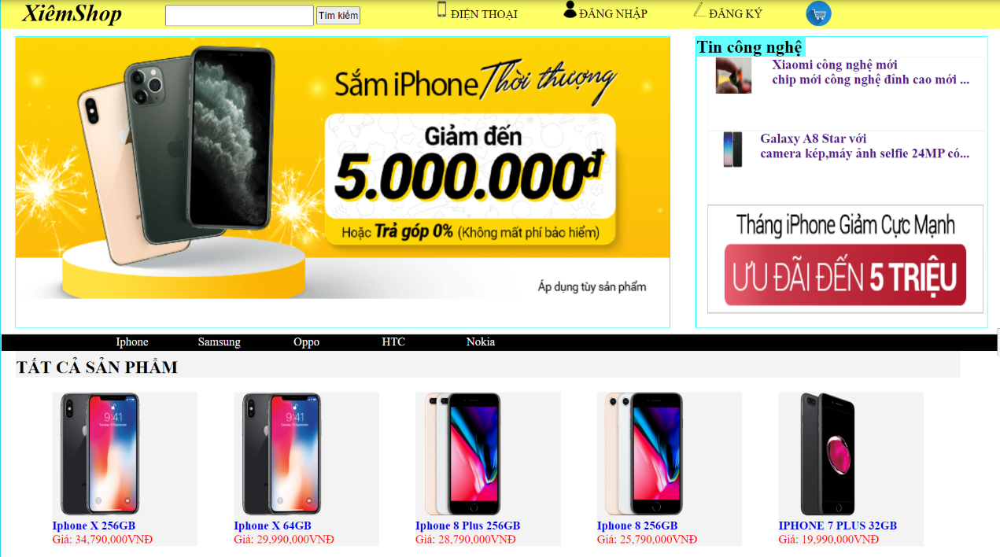 XiêmShop
Tìm kiếm
ĐIỆN THOẠI
ĐĂNG NHẬP
ĐĂNG KÝ
Sắm iPhone Thời thượng
Giảm đến
5.000.000đ
Hoặc Trả góp 0% (Không mất phí bảo hiểm)
Áp dụng tùy sản phẩm
Tin công nghệ
Xiaomi công nghệ mới
chip mới công nghệ đỉnh cao mới ...
Galaxy A8 Star với
camera kép,máy ảnh selfie 24MP có...
Tháng iPhone Giảm Cực Mạnh
ƯU ĐÃI ĐẾN 5 TRIỆU
Iphone
Samsung
Oppo
HTC
Nokia
TẤT CẢ SẢN PHẨM
9:41
9:41
Iphone X 256GB
Giá: 34,790,000VNĐ
Iphone X 64GB
Giá: 29,990,000VNĐ
Iphone 8 Plus 256GB
Giá: 28,790,000VNĐ
Iphone 8 256GB
Giá: 25,790,000VNĐ
IPHONE 7 PLUS 32GB
Giá: 19,990,000VNĐ